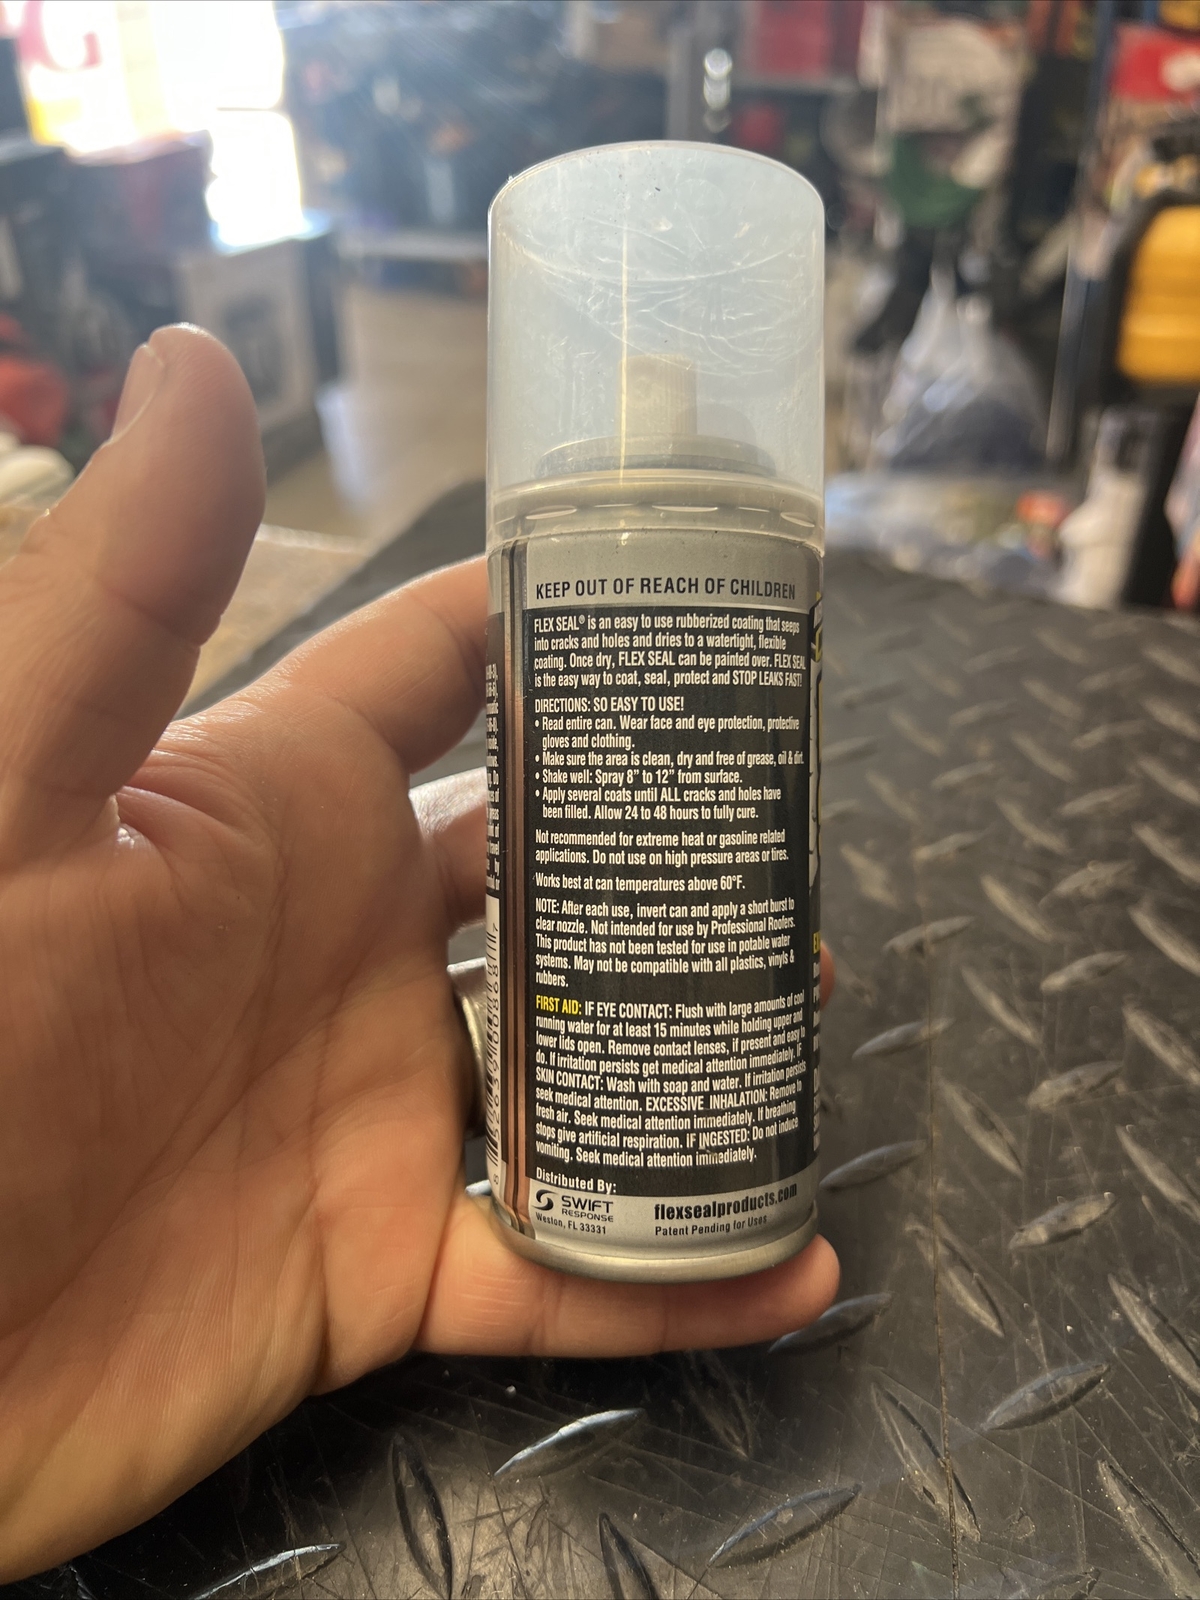 KEEP OUT OF REACH OF CHILDREN
FLEX SEAL® is an easy to use rubberized coating that seeps
into cracks and holes and dries to a watertight, flexible
coating. Once dry, FLEX SEAL can be painted over. FLEX SEAL
is the easy way to coat, seal, protect and STOP LEAKS FAST!
DIRECTIONS: SO EASY TO USE!
• Read entire can. Wear face and eye protection, protective
gloves and clothing.
• Make sure the area is clean, dry and free of grease, oil & dirt.
• Shake well: Spray 8” to 12” from surface.
• Apply several coats until ALL cracks and holes have
been filled. Allow 24 to 48 hours to fully cure.
Not recommended for extreme heat or gasoline related
applications. Do not use on high pressure areas or tires.
Works best at can temperatures above 60°F.
NOTE: After each use, invert can and apply a short burst to
clear nozzle. Not intended for use by Professional Roofers.
This product has not been tested for use in potable water
systems. May not be compatible with all plastics, vinyls &
rubbers.
FIRST AID: IF EYE CONTACT: Flush with large amounts of cool
running water for at least 15 minutes while holding upper and
lower lids open. Remove contact lenses, if present and easy to
do. If irritation persists get medical attention immediately. IF
SKIN CONTACT: Wash with soap and water. If irritation persists
seek medical attention. EXCESSIVE INHALATION: Remove to
fresh air. Seek medical attention immediately. If breathing
stops give artificial respiration. IF INGESTED: Do not induce
vomiting. Seek medical attention immediately.
Distributed By:
SWIFT
RESPONSE
Weston, FL 33331
flexsealproducts.com
Patent Pending for Uses